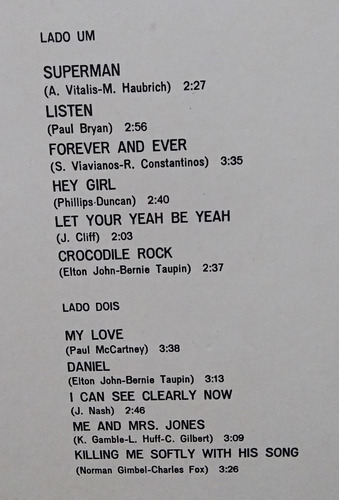 LADO UM
SUPERMAN
(A. Vitalis-M. Haubrich) 2:27
LISTEN
(Paul Bryan) 2:56
FOREVER AND EVER
(S. Viavianos-R. Constantinos) 3:35
HEY GIRL
(Phillips-Duncan) 2:40
LET YOUR YEAH BE YEAH
(J. Cliff) 2:03
CROCODILE ROCK
(Elton John-Bernie Taupin) 2:37
LADO DOIS
MY LOVE
(Paul McCartney) 3:38
DANIEL
(Elton John-Bernie Taupin) 3:13
I CAN SEE CLEARLY NOW
(J. Nash) 2:46
ME AND MRS. JONES
(K. Gamble-L. Huff-C. Gilbert) 3:09
KILLING ME SOFTLY WITH HIS SONG
(Norman Gimbel-Charles Fox) 3:26